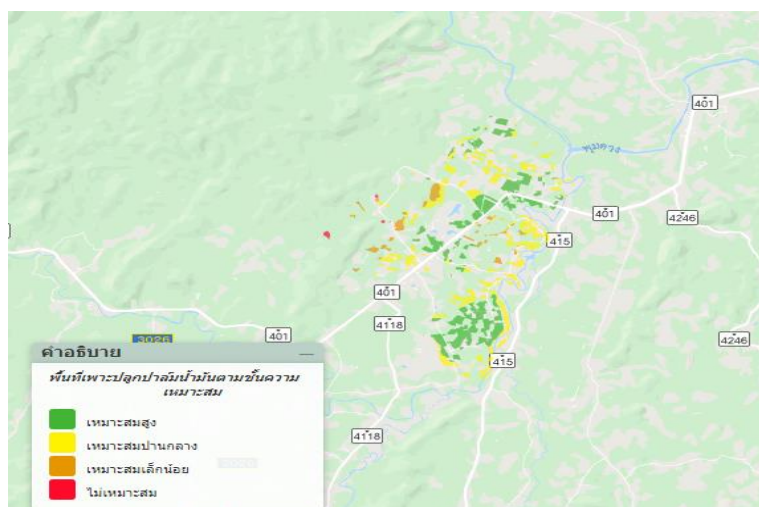 401
พุมดวง
401
4246
415
401
4118
3026
401
4246
415
คำอธิบาย
พื้นที่เพาะปลูกปาล์มน้ำมันตามชั้นความ
เหมาะสม
4118
เหมาะสมสูง
เหมาะสมปานกลาง
เหมาะสมเล็กน้อย
ไม่เหมาะสม